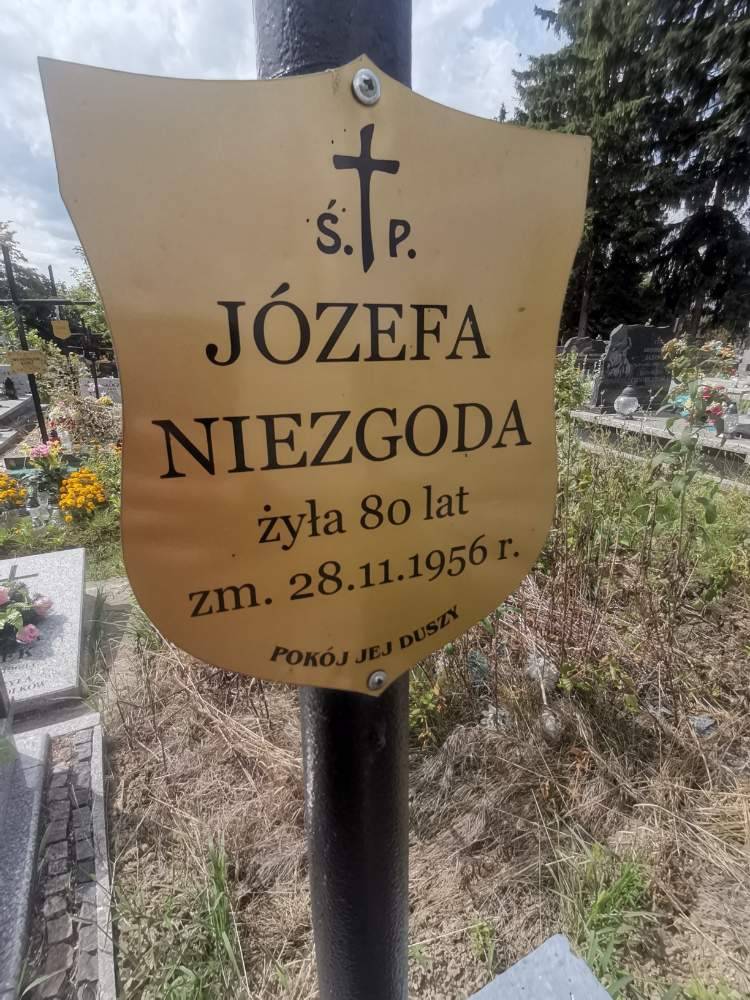 Ś. P.
JÓZEFA
NIEZGODA
żyła 80 lat
zm. 28.11.1956 r.
POKÓJ JEJ DUSZY